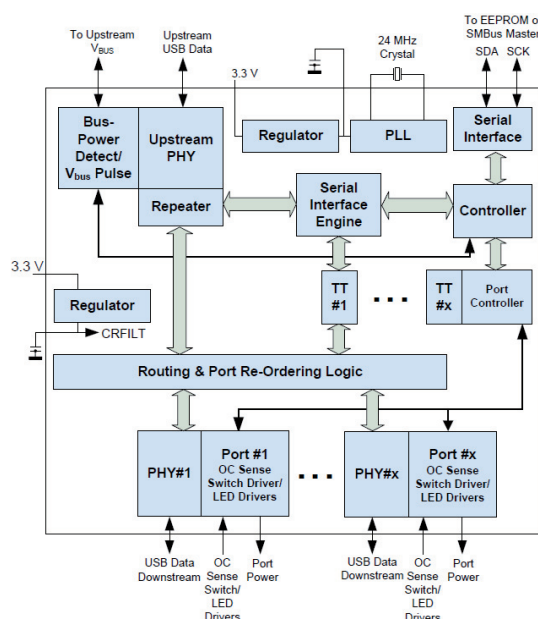 To Upstream
VBUS
Upstream
USB Data
24 MHz
Crystal
To EEPROM or
SMBus Master
SDA SCK
3.3 V
Bus-
Power
Detect/
Vbus Pulse
Upstream
PHY
Repeater
Regulator
PLL
Serial
Interface
Serial
Interface
Engine
Controller
3.3 V
Regulator
CRFILT
TT
#1
...
TT
#x
Port
Controller
Routing & Port Re-Ordering Logic
PHY#1
Port #1
OC Sense
Switch Driver/
LED Drivers
...
PHY#x
Port #x
OC Sense
Switch Driver/
LED Drivers
USB Data
Downstream
OC
Sense
Switch/
LED
Drivers
Port
Power
USB Data
Downstream
OC
Sense
Switch/
LED
Drivers
Port
Power